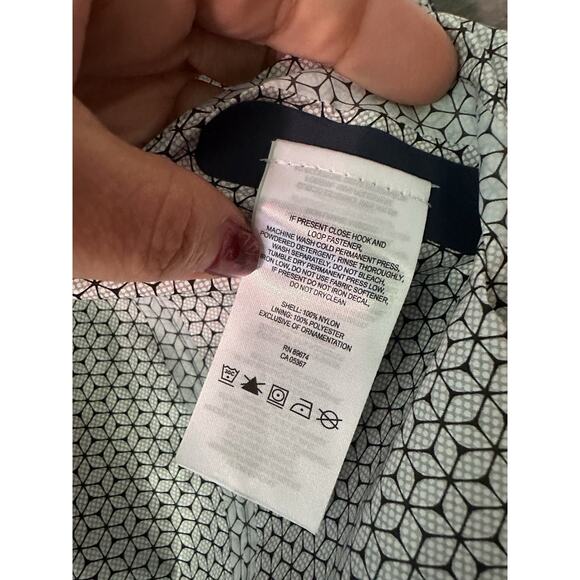 IF PRESENT CLOSE HOOK AND
LOOP FASTENER,
MACHINE WASH COLD PERMANENT PRESS,
POWDERED DETERGENT, RINSE THOROUGHLY,
WASH SEPARATELY, DO NOT BLEACH,
TUMBLE DRY PERMANENT PRESS LOW,
IRON LOW, DO NOT USE FABRIC SOFTENER,
IF PRESENT DO NOT IRON DECAL,
DO NOT DRYCLEAN
SHELL: 100% NYLON
LINING: 100% POLYESTER
EXCLUSIVE OF ORNAMENTATION
RN 69674
CA 05367
30C